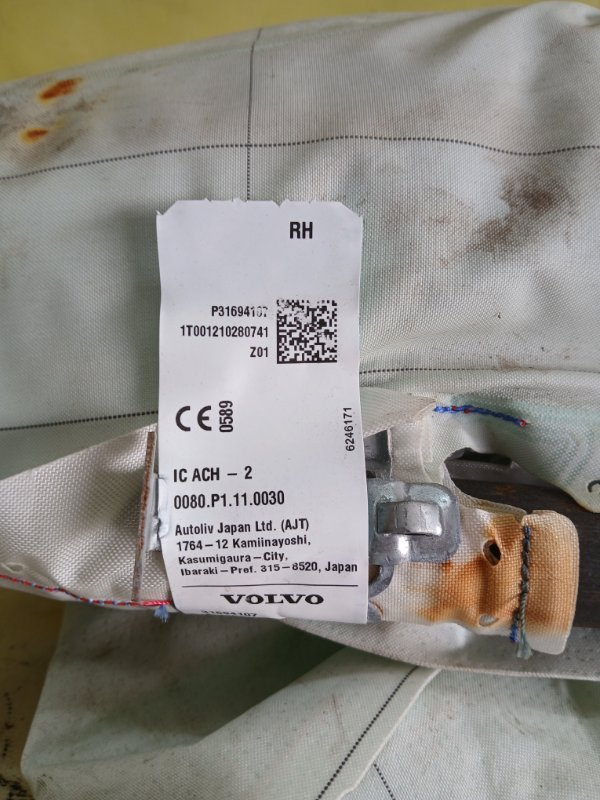 RH
1T001210280741
Z01
CE 0589
6246171
IC ACH – 2
0080.P1.11.0030
Autoliv Japan Ltd. (AJT)
1764–12 Kamiinayoshi,
Kasumigaura–City,
Ibaraki–Pref. 315–8520, Japan
VOLVO